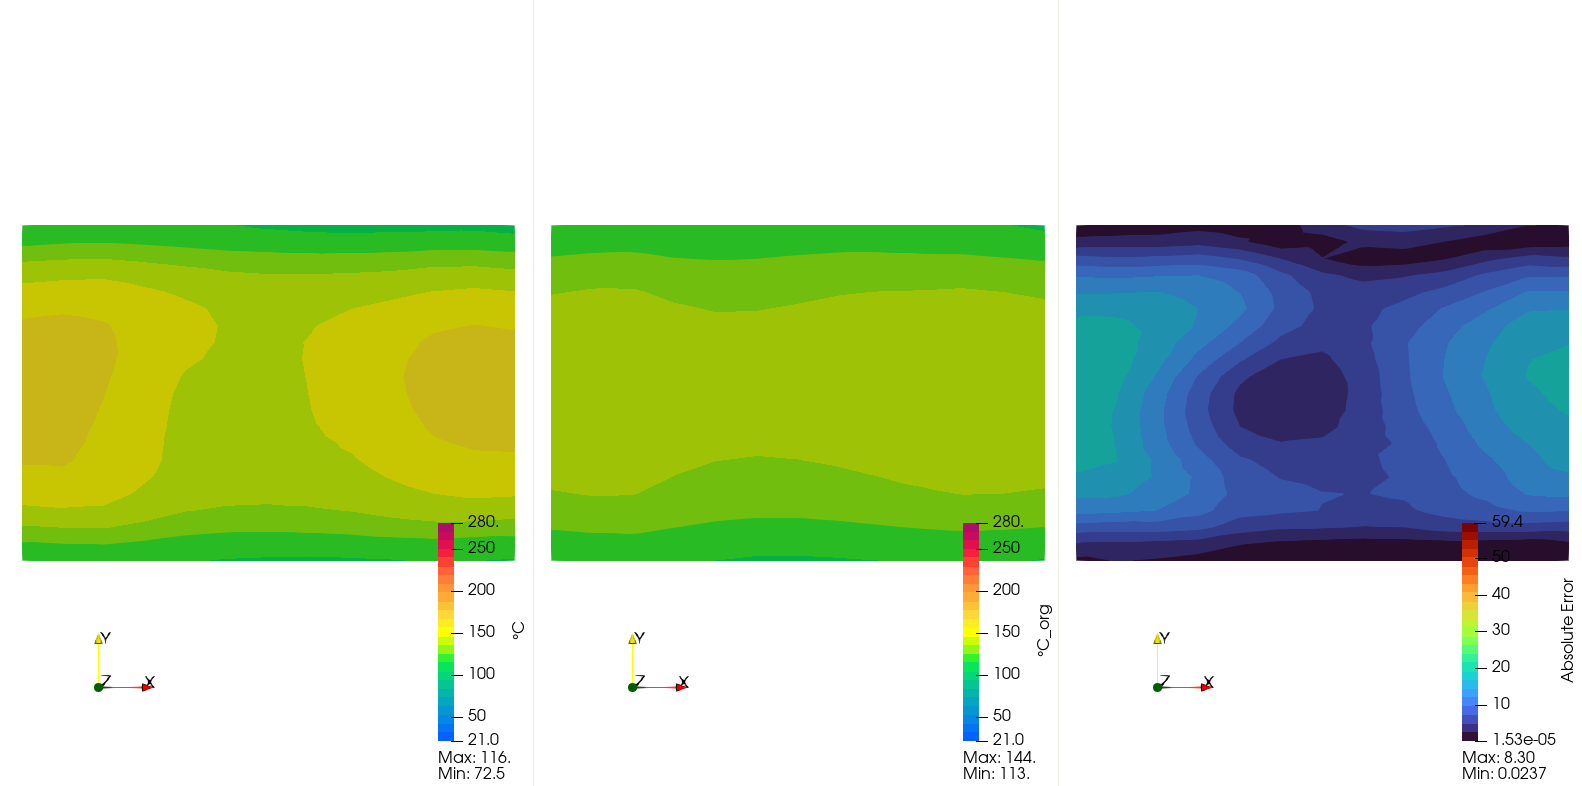 280.
250
200
150
100
50
21.0
°C
Max: 116.
Min: 72.5
Y
Z
X
280.
250
200
150
100
50
21.0
°C_org
Max: 144.
Min: 113.
Y
Z
X
59.4
50
40
30
20
10
1.53e-05
Absolute Error
Max: 8.30
Min: 0.0237
Y
Z
X